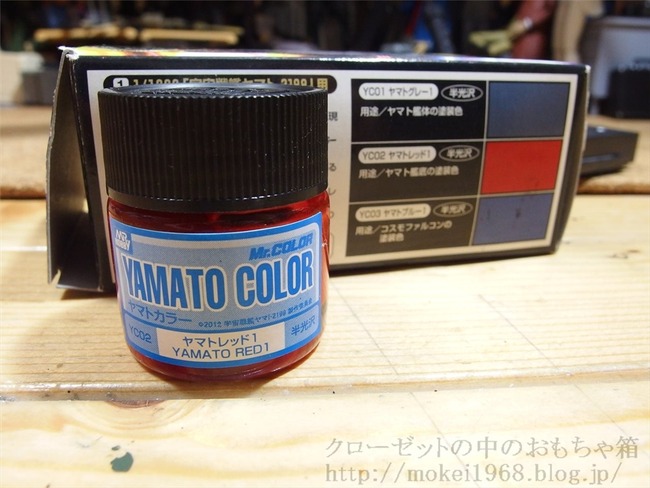 1 1/1000「宇宙戦艦ヤマト2199」用
YC01 ヤマトグレー1 半光沢
用途/ヤマト艦体の塗装色
YC02 ヤマトレッド1 半光沢
用途/ヤマト艦底の塗装色
YC03 ヤマトブルー1 半光沢
用途/コスモファルコンの
塗装色
MR.HOBBY
Mr.COLOR
YAMATO COLOR
ヤマトカラー
©2012 宇宙戦艦ヤマト2199 製作委員会
YC02
ヤマトレッド1
YAMATO RED1
半光沢
クローゼットの中のおもちゃ箱
http://mokei1968.blog.jp/